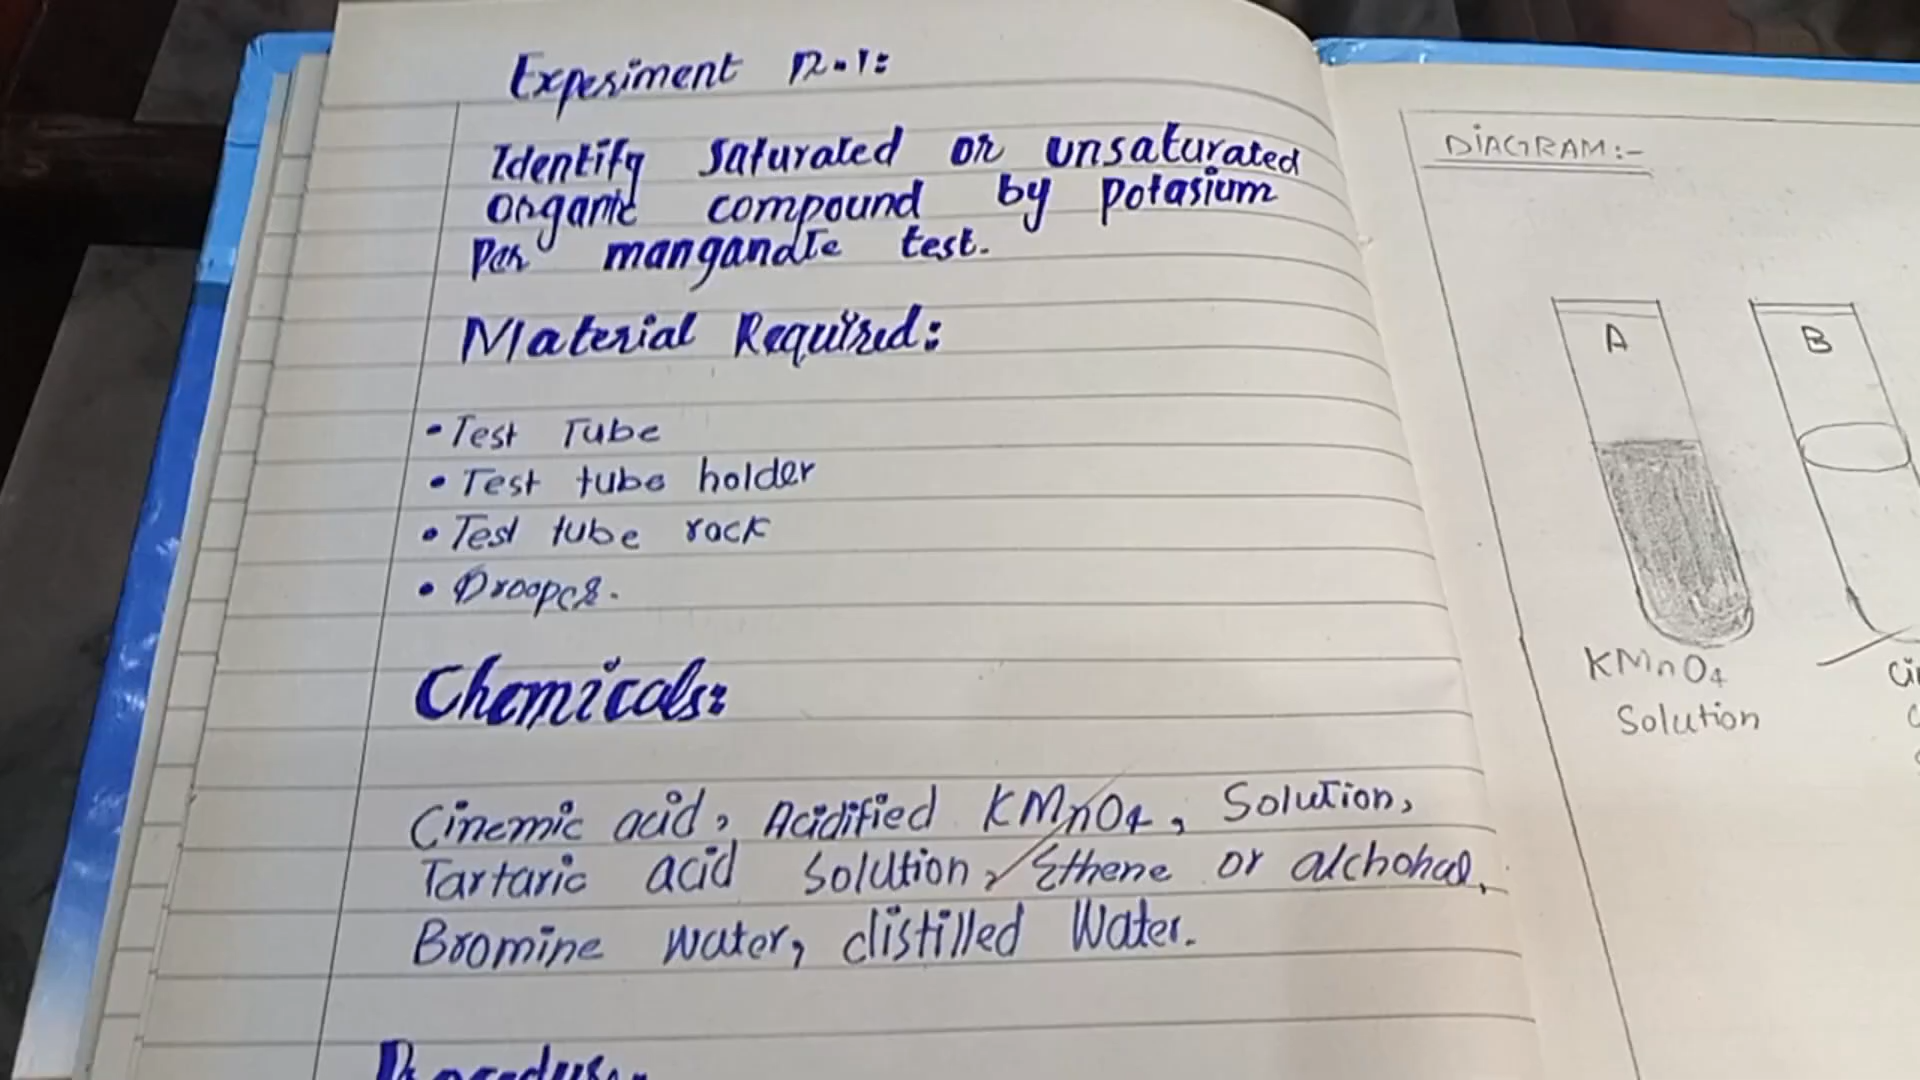 Experiment 12.1:
Identify Saturated or unsaturated
organic compound by potasium
Per manganate test.
Material Required:
• Test Tube
• Test tube holder
• Test tube rack
• Drooper.
Chemicals:
Cinemic acid, Acidified KMnO4, Solution,
Tartaric acid Solution, Ethene or alchohal,
Bromine water, distilled Water.
Procedure:
DIAGRAM:-
A
B
KMnO4
Solution